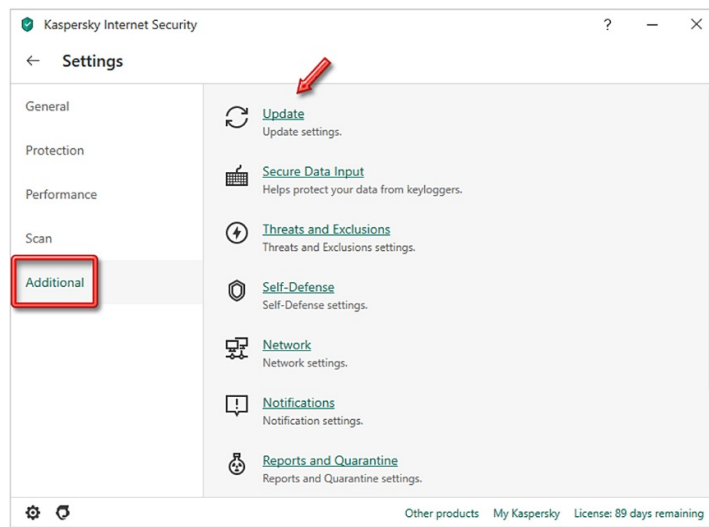 Kaspersky Internet Security
?
Settings
General
Protection
Performance
Scan
Additional
Update
Update settings.
Secure Data Input
Helps protect your data from keyloggers.
Threats and Exclusions
Threats and Exclusions settings.
Self-Defense
Self-Defense settings.
Network
Network settings.
Notifications
Notification settings.
Reports and Quarantine
Reports and Quarantine settings.
Other products My Kaspersky License: 89 days remaining